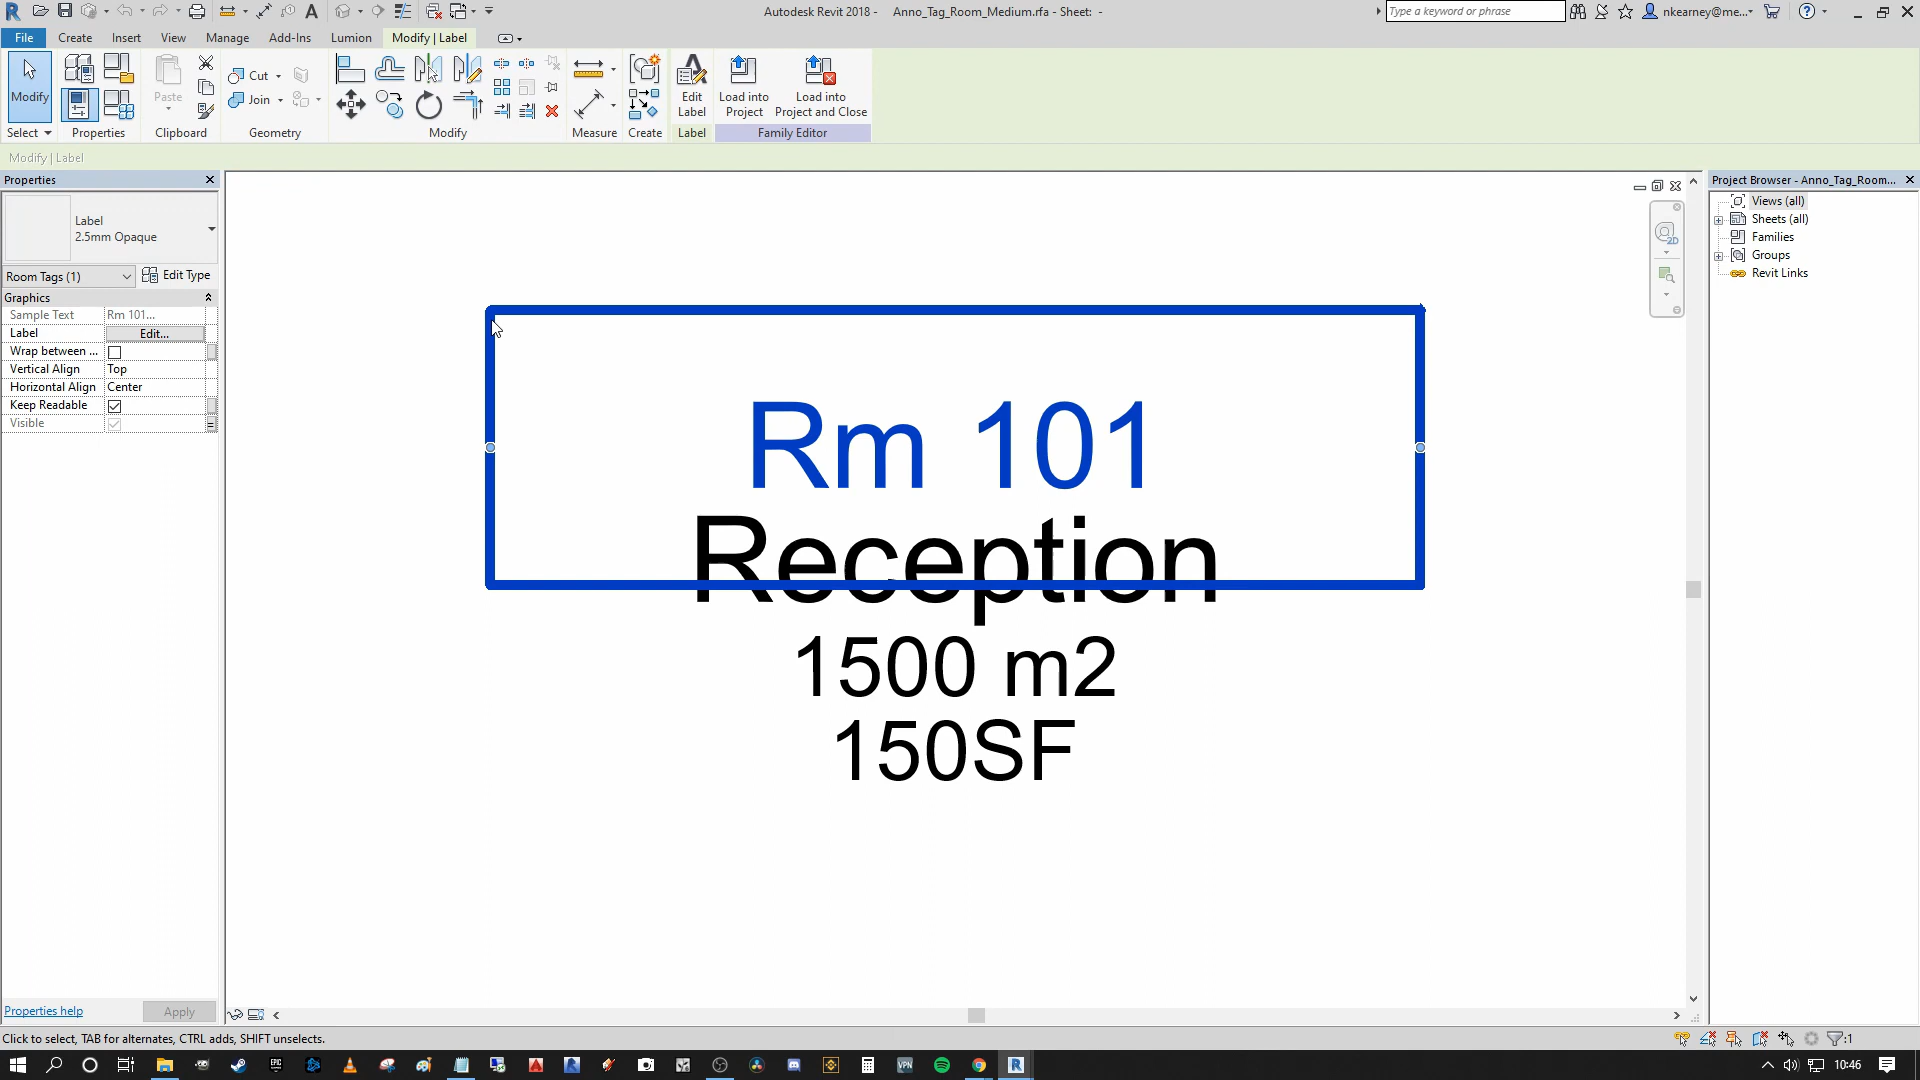 Autodesk Revit 2018 - Anno_Tag_Room_Medium.rfa - Sheet: -
Type a keyword or phrase
nkearney@me...
File Create Insert View Manage Add-Ins Lumion Modify | Label
Modify
Paste
Cut
Join
Edit Label
Load into Project
Load into Project and Close
Select Properties Clipboard Geometry Modify Measure Create Label Family Editor
Modify | Label
Properties
Label
2.5mm Opaque
Room Tags (1)
Edit Type
Graphics
Sample Text Rm 101...
Label Edit...
Wrap between ...
Vertical Align Top
Horizontal Align Center
Keep Readable
Visible
Properties help
Apply
2D
Rm 101
Reception
1500 m2
150SF
Project Browser - Anno_Tag_Room...
Views (all)
Sheets (all)
Families
Groups
Revit Links
Click to select, TAB for alternates, CTRL adds, SHIFT unselects.
:1
EPIC
VPN
10:46